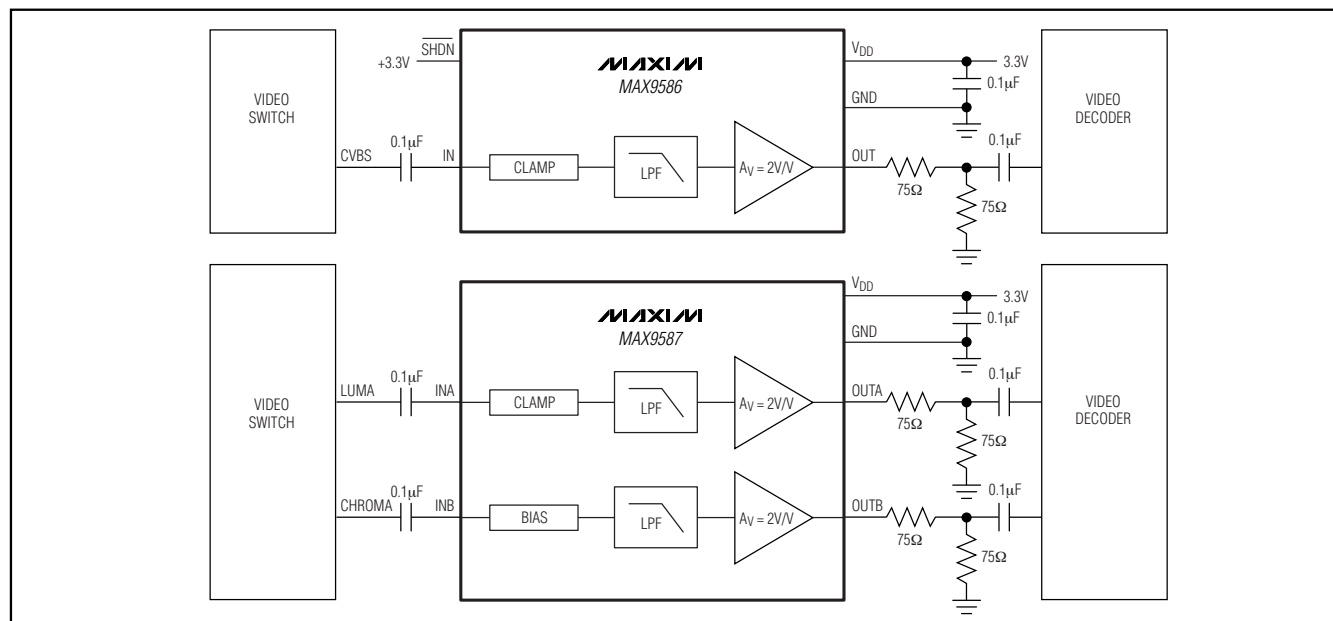 SHDN
+3.3V
MAXIM
MAX9586
VDD
3.3V
0.1µF
GND
VIDEO
SWITCH
VIDEO
DECODER
CVBS
0.1µF
IN
CLAMP
LPF
AV = 2V/V
OUT
75Ω
75Ω
0.1µF
MAXIM
MAX9587
VDD
3.3V
0.1µF
GND
VIDEO
SWITCH
VIDEO
DECODER
LUMA
0.1µF
INA
CLAMP
LPF
AV = 2V/V
OUTA
75Ω
75Ω
0.1µF
CHROMA
0.1µF
INB
BIAS
LPF
AV = 2V/V
OUTB
75Ω
75Ω
0.1µF